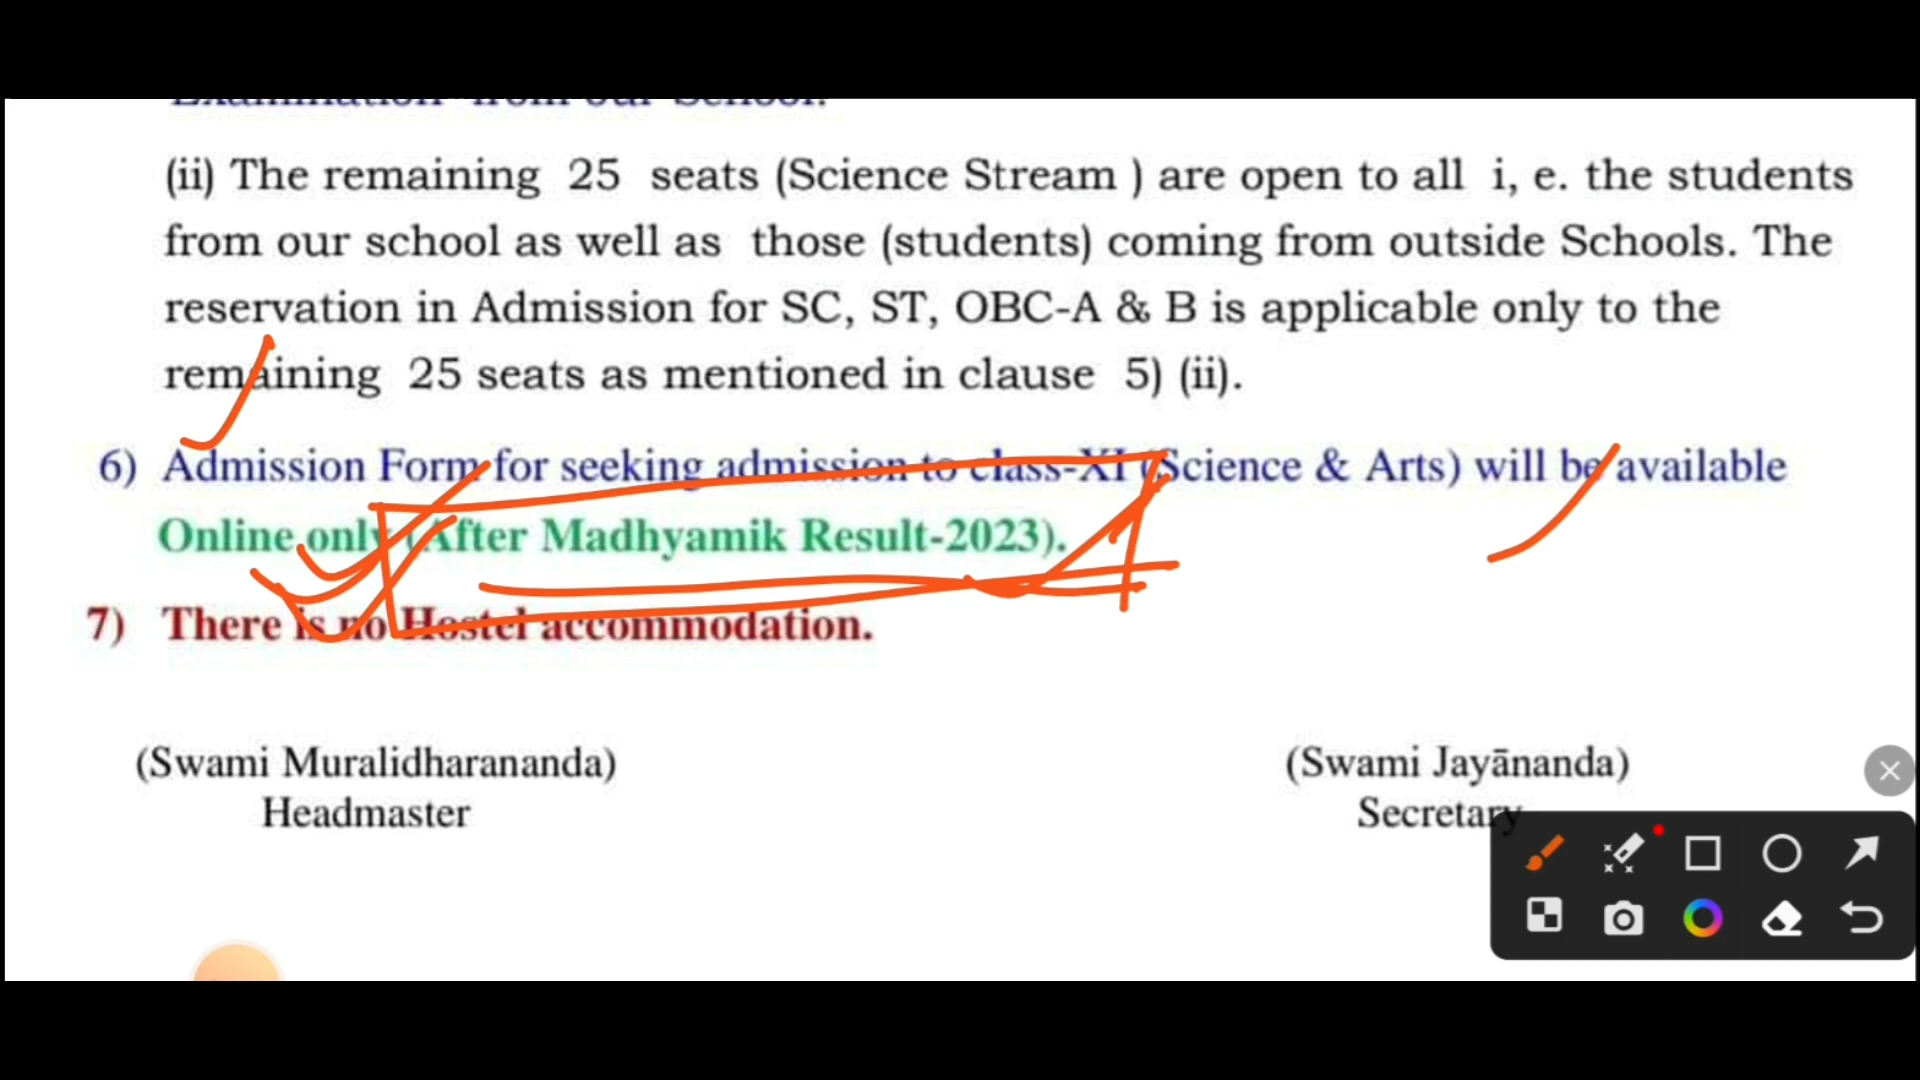 Examination from our School.
(ii) The remaining 25 seats (Science Stream ) are open to all i, e. the students
from our school as well as those (students) coming from outside Schools. The
reservation in Admission for SC, ST, OBC-A & B is applicable only to the
remaining 25 seats as mentioned in clause 5) (ii).
6) Admission Form for seeking admission to class-XI (Science & Arts) will be available
Online only (After Madhyamik Result-2023).
7) There is no Hostel accommodation.
(Swami Muralidharananda) (Swami Jayānanda)
Headmaster Secretary